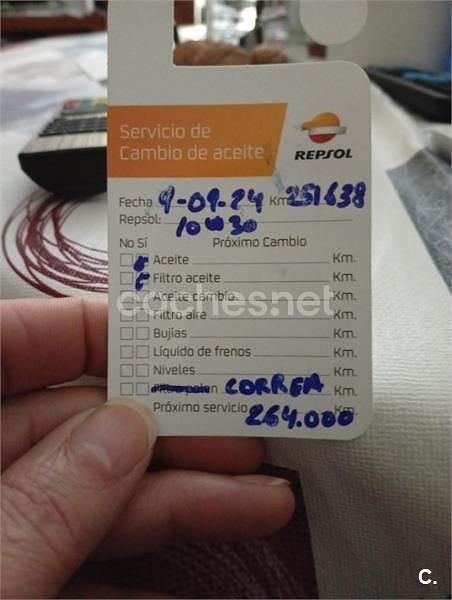 Servicio de
Cambio de aceite
REPSOL
Fecha 9-09-24 Km 251638
Repsol: 10W30
No Sí Próximo Cambio
Aceite Km.
Filtro aceite Km.
coches.net
Aceite cambio Km.
Filtro aire Km.
Bujías Km.
Líquido de frenos Km.
Niveles Km.
Filtro polen CORREA Km.
Próximo servicio 264.000 Km.
C.